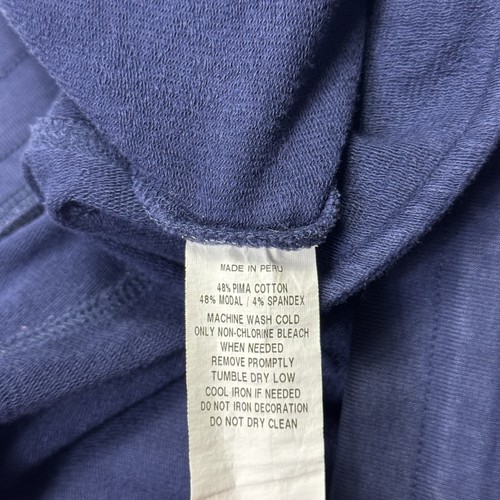 MADE IN PERU
48% PIMA COTTON
48% MODAL / 4% SPANDEX
MACHINE WASH COLD
ONLY NON-CHLORINE BLEACH
WHEN NEEDED
REMOVE PROMPTLY
TUMBLE DRY LOW
COOL IRON IF NEEDED
DO NOT IRON DECORATION
DO NOT DRY CLEAN